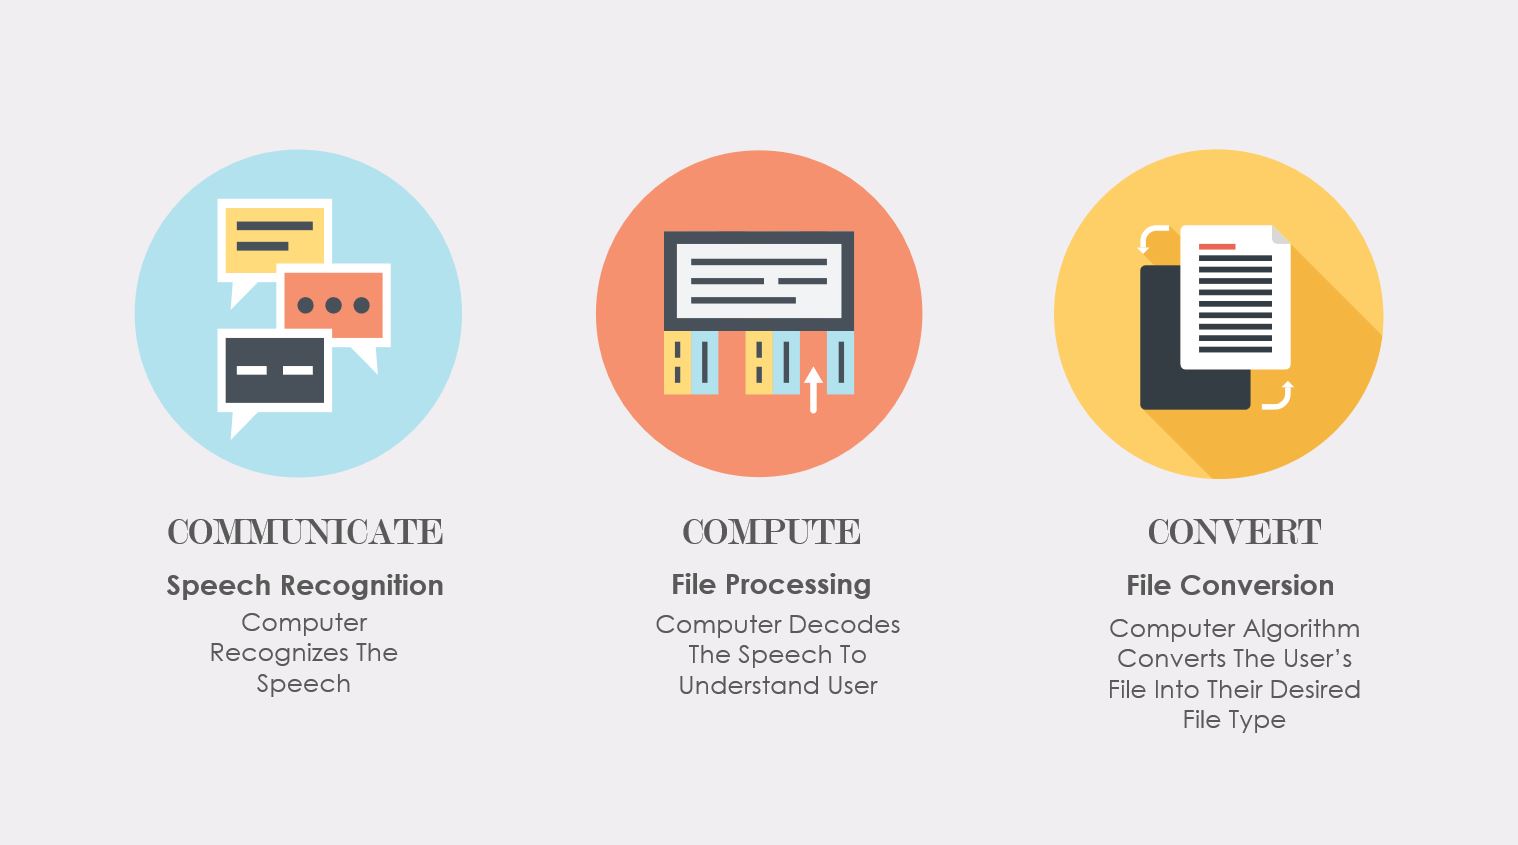 COMMUNICATE
Speech Recognition
Computer
Recognizes The
Speech
COMPUTE
File Processing
Computer Decodes
The Speech To
Understand User
CONVERT
File Conversion
Computer Algorithm
Converts The User’s
File Into Their Desired
File Type